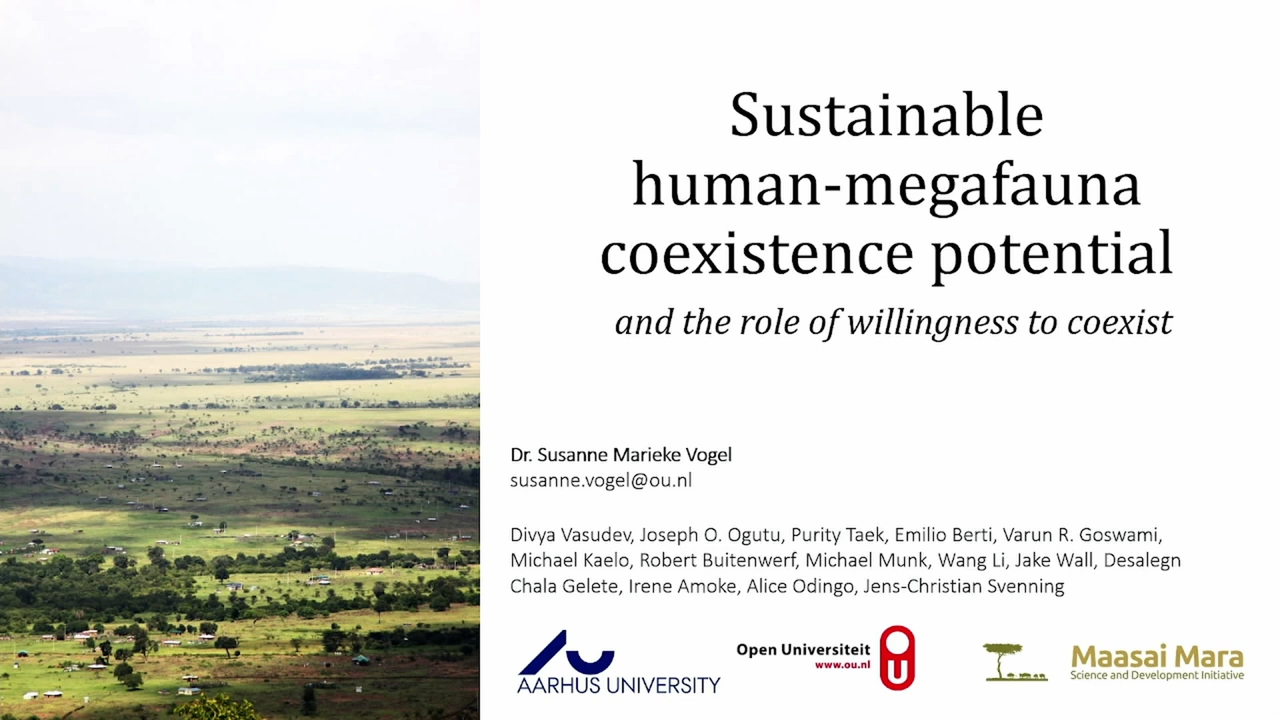 Sustainable
human-megafauna
coexistence potential
and the role of willingness to coexist
Dr. Susanne Marieke Vogel
susanne.vogel@ou.nl
Divya Vasudev, Joseph O. Ogutu, Purity Taek, Emilio Berti, Varun R. Goswami,
Michael Kaelo, Robert Buitenwerf, Michael Munk, Wang Li, Jake Wall, Desalegn
Chala Gelete, Irene Amoke, Alice Odingo, Jens-Christian Svenning
AARHUS UNIVERSITY
Open Universiteit
www.ou.nl
OU
Maasai Mara
Science and Development Initiative